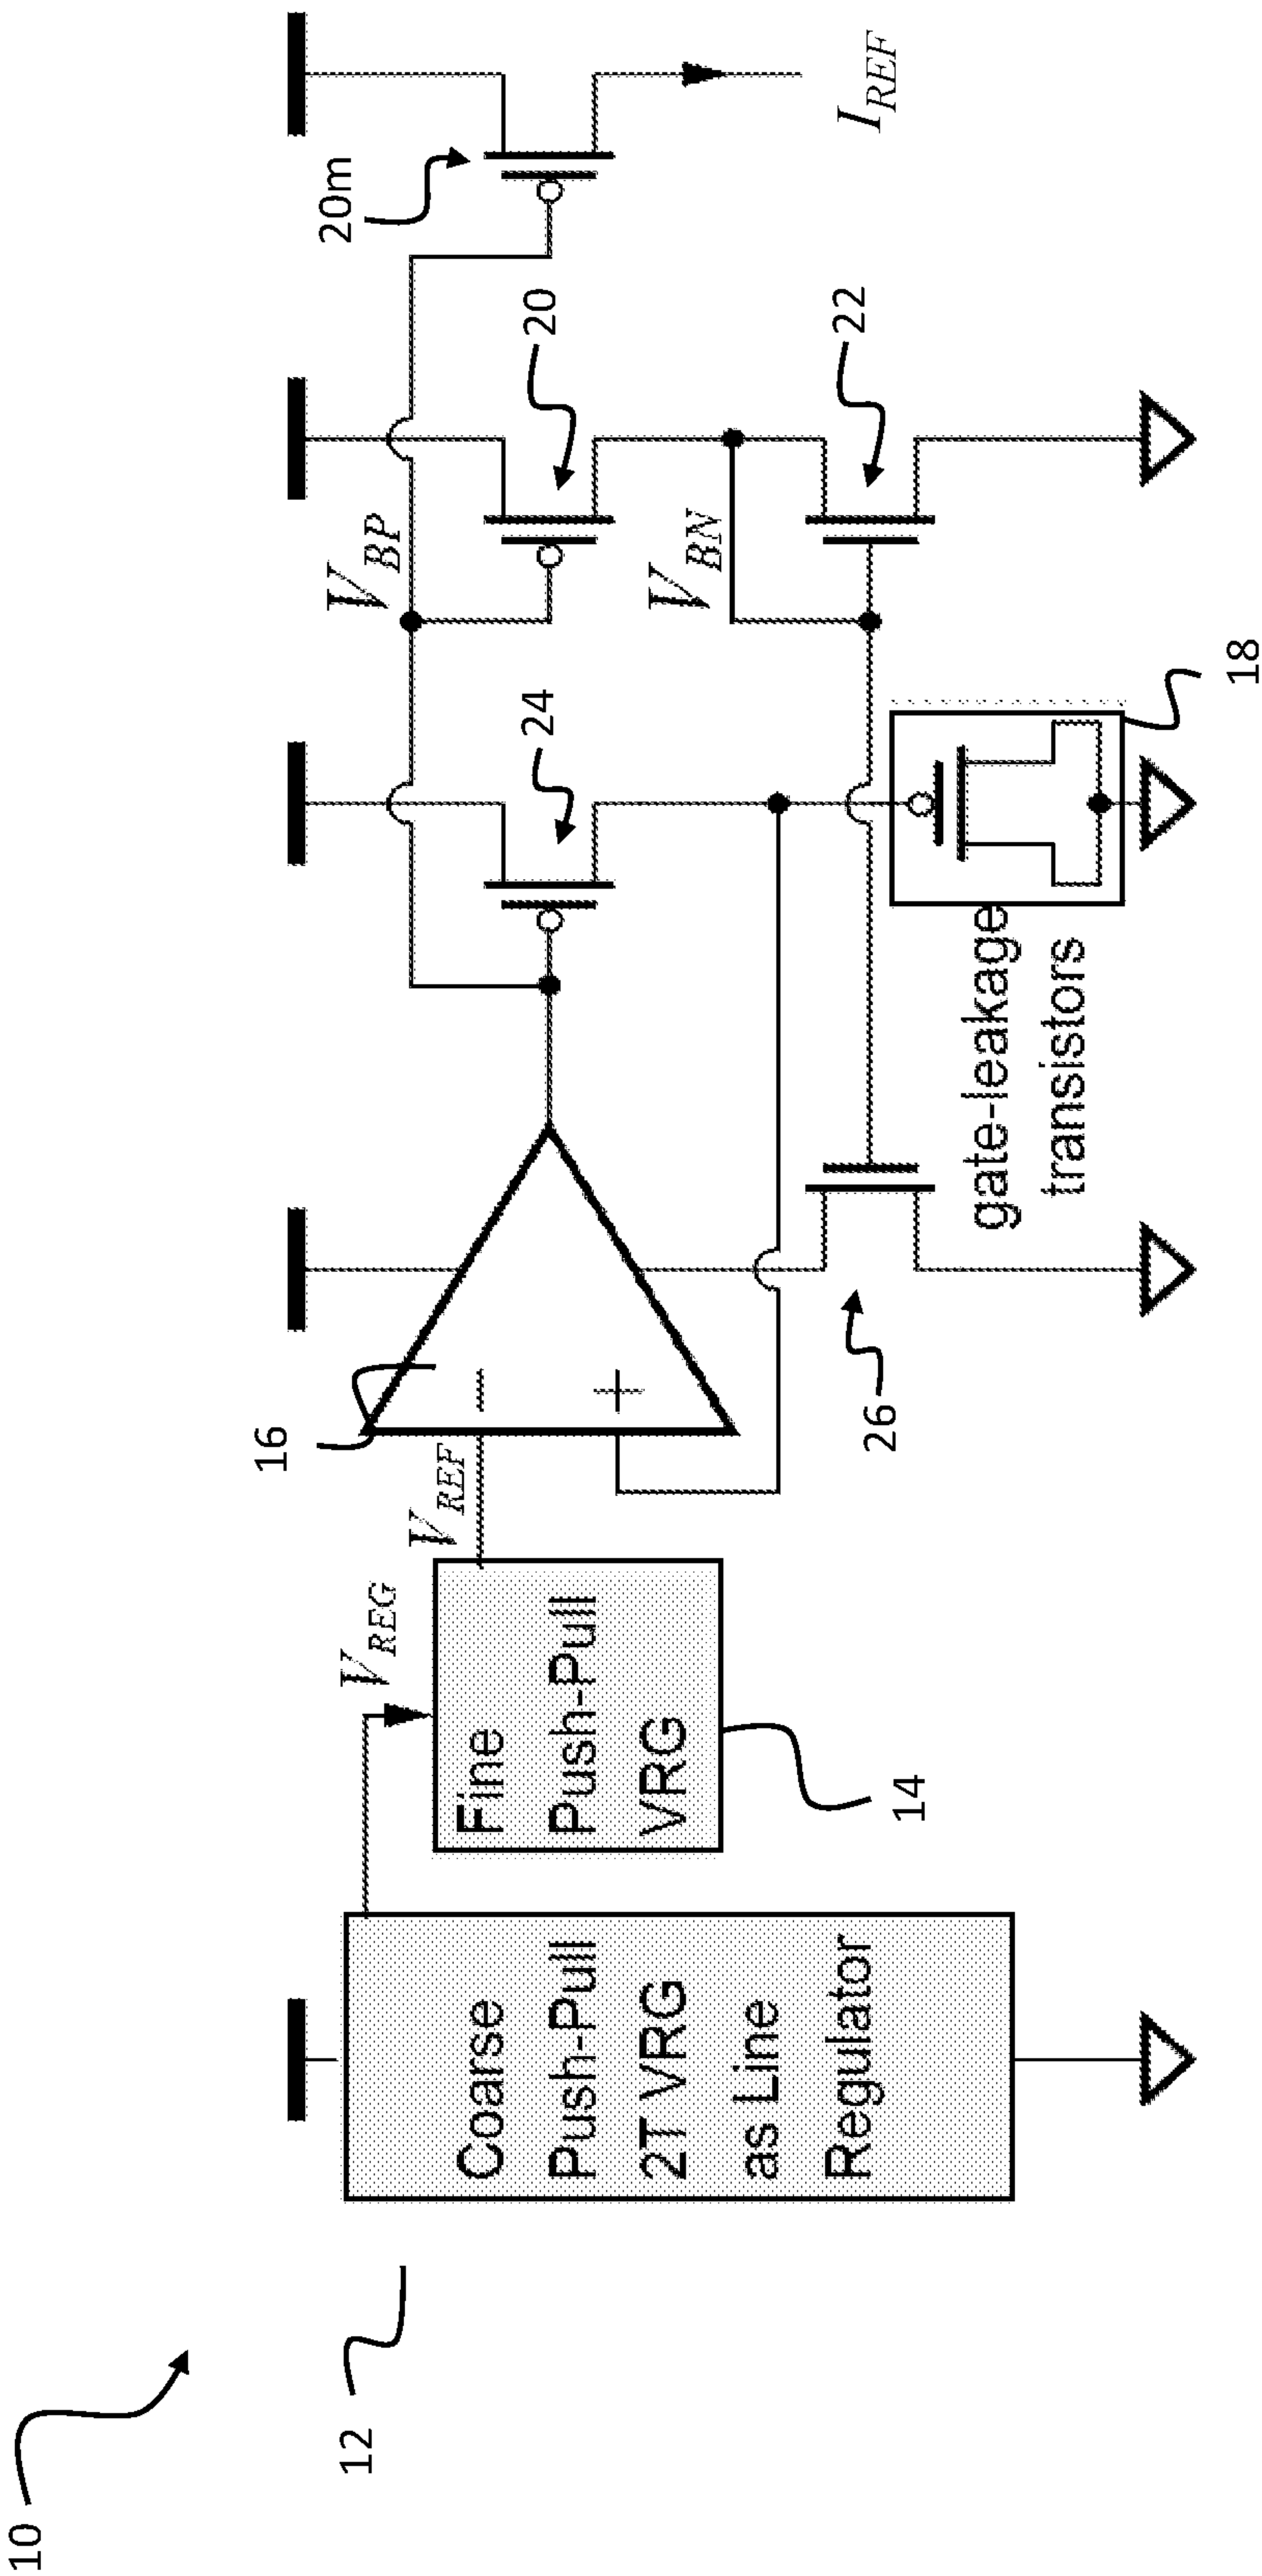 10
12
Coarse
Push-Pull
2T VRG
as Line
Regulator
V_REG
Fine
Push-Pull
VRG
14
V_REF
16
−
+
26
24
gate-leakage
transistors
18
V_BP
V_BN
20
22
20m
I_REF